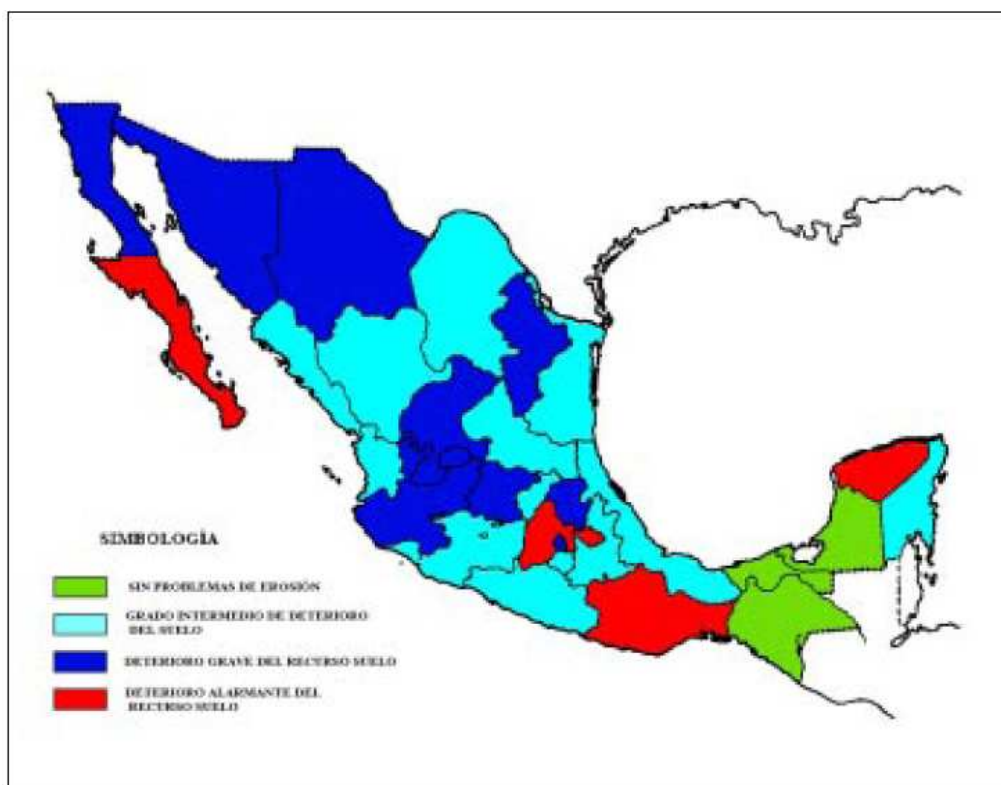 SIMBOLOGÍA
SIN PROBLEMAS DE EROSIÓN
GRADO INTERMEDIO DE DETERIORO
DEL SUELO
DETERIORO GRAVE DEL RECURSO SUELO
DETERIORO ALARMANTE DEL
RECURSO SUELO